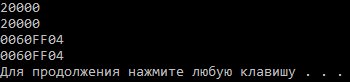 20000
20000
0060FF04
0060FF04
Для продолжения нажмите любую клавишу . . .